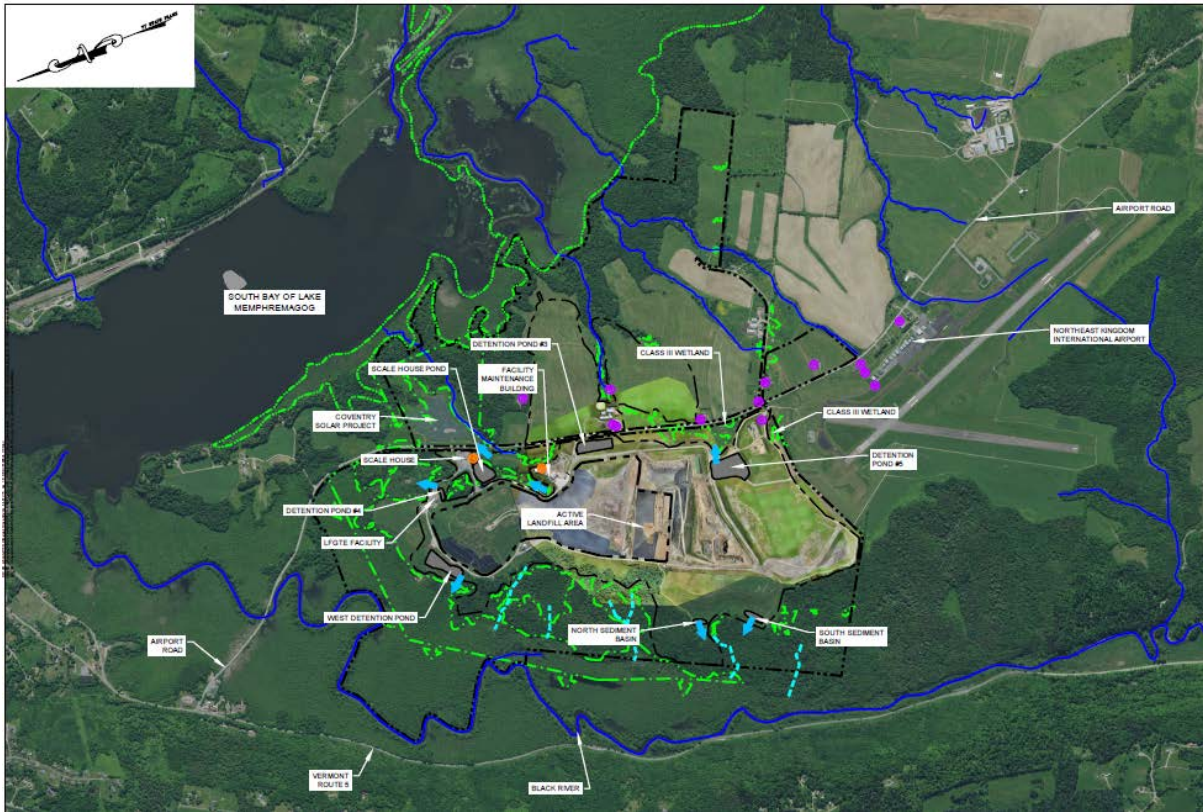 VT STATE PLANE
AIRPORT ROAD
SOUTH BAY OF LAKE
MEMPHREMAGOG
NORTHEAST KINGDOM
INTERNATIONAL AIRPORT
DETENTION POND #3
CLASS III WETLAND
SCALE HOUSE POND
FACILITY
MAINTENANCE
BUILDING
COVENTRY
SOLAR PROJECT
CLASS III WETLAND
SCALE HOUSE
DETENTION
POND #5
DETENTION POND #4
ACTIVE
LANDFILL AREA
LFGTE FACILITY
WEST DETENTION POND
NORTH SEDIMENT
BASIN
SOUTH SEDIMENT
BASIN
AIRPORT
ROAD
VERMONT
ROUTE 5
BLACK RIVER